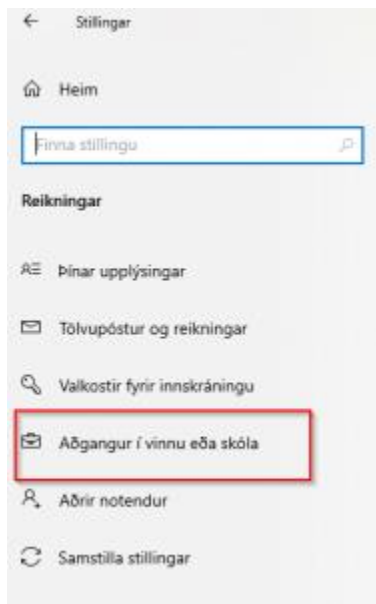 Stillingar
Heim
Finna stillingu
Reikningar
Þínar upplýsingar
Tölvupóstur og reikningar
Valkostir fyrir innskráningu
Aðgangur í vinnu eða skóla
Aðrir notendur
Samstilla stillingar